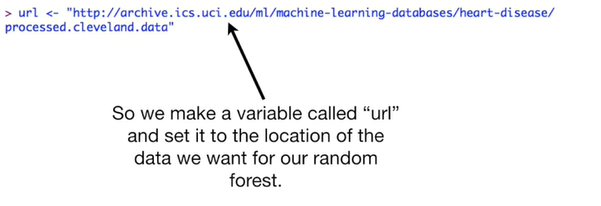 > url <- "http://archive.ics.uci.edu/ml/machine-learning-databases/heart-disease/
processed.cleveland.data"
So we make a variable called “url”
and set it to the location of the
data we want for our random
forest.